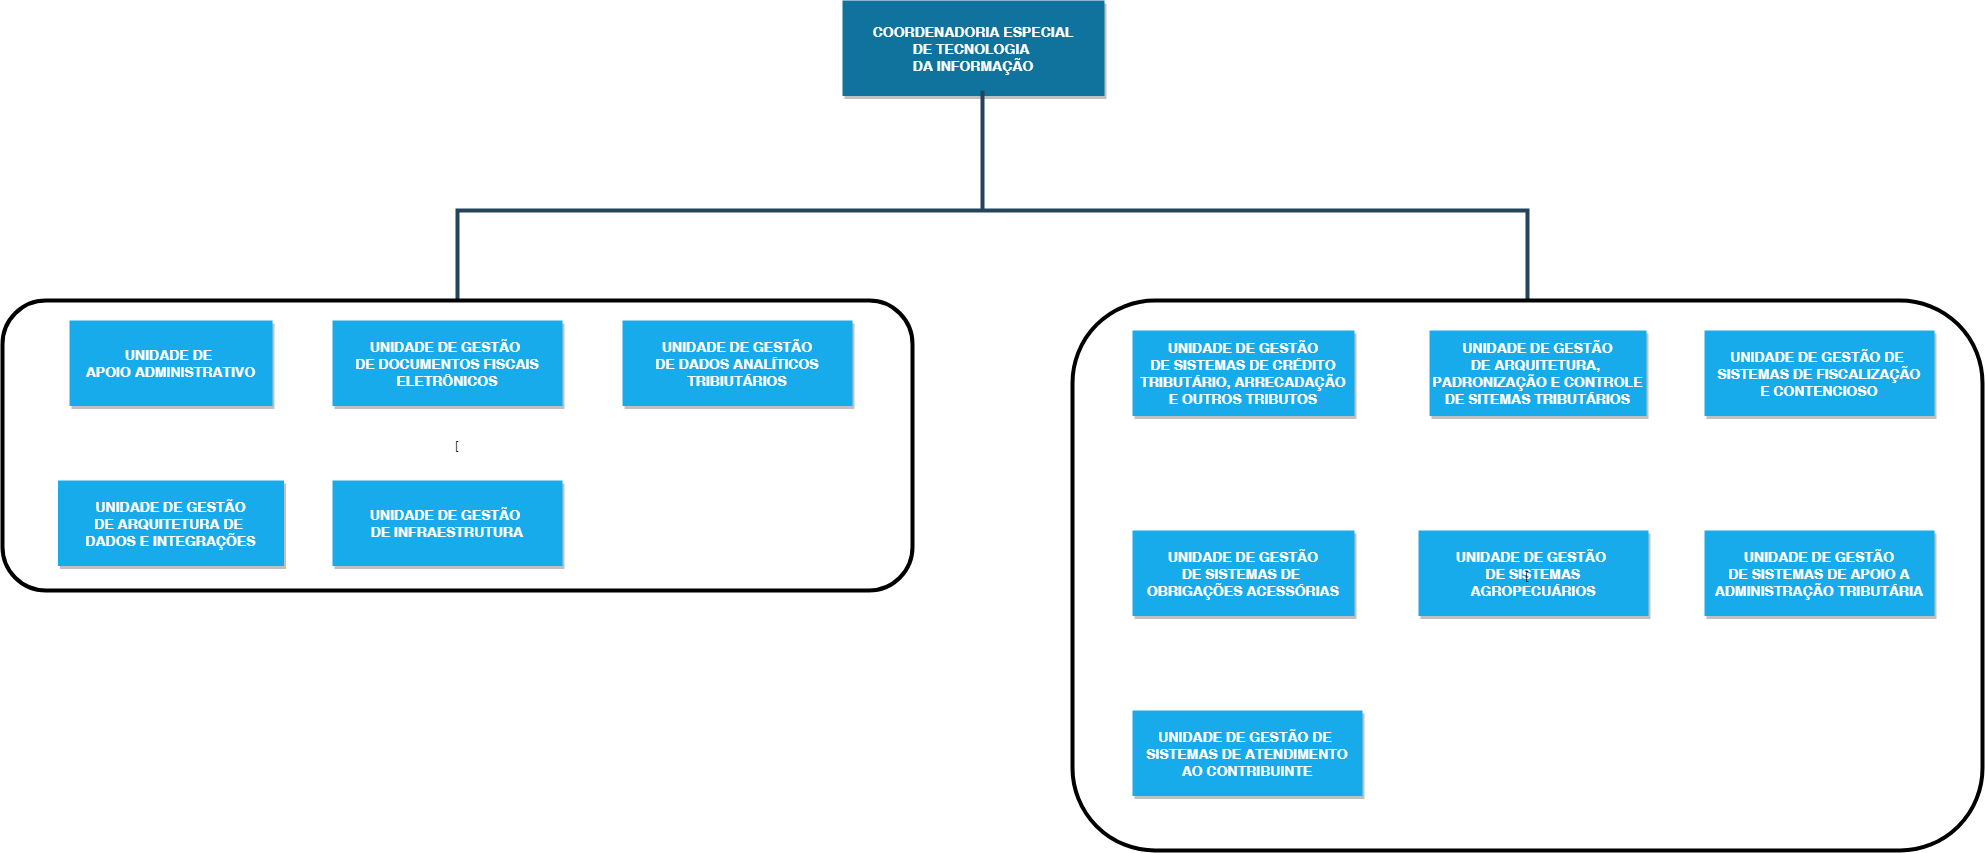 COORDENADORIA ESPECIAL
DE TECNOLOGIA
DA INFORMAÇÃO
UNIDADE DE
APOIO ADMINISTRATIVO
UNIDADE DE GESTÃO
DE DOCUMENTOS FISCAIS
ELETRÔNICOS
UNIDADE DE GESTÃO
DE DADOS ANALÍTICOS
TRIBIUTÁRIOS
[
UNIDADE DE GESTÃO
DE ARQUITETURA DE
DADOS E INTEGRAÇÕES
UNIDADE DE GESTÃO
DE INFRAESTRUTURA
UNIDADE DE GESTÃO
DE SISTEMAS DE CRÉDITO
TRIBUTÁRIO, ARRECADAÇÃO
E OUTROS TRIBUTOS
UNIDADE DE GESTÃO
DE ARQUITETURA,
PADRONIZAÇÃO E CONTROLE
DE SITEMAS TRIBUTÁRIOS
UNIDADE DE GESTÃO DE
SISTEMAS DE FISCALIZAÇÃO
E CONTENCIOSO
UNIDADE DE GESTÃO
DE SISTEMAS DE
OBRIGAÇÕES ACESSÓRIAS
UNIDADE DE GESTÃO
DE SISTEMAS
AGROPECUÁRIOS
UNIDADE DE GESTÃO
DE SISTEMAS DE APOIO A
ADMINISTRAÇÃO TRIBUTÁRIA
UNIDADE DE GESTÃO DE
SISTEMAS DE ATENDIMENTO
AO CONTRIBUINTE